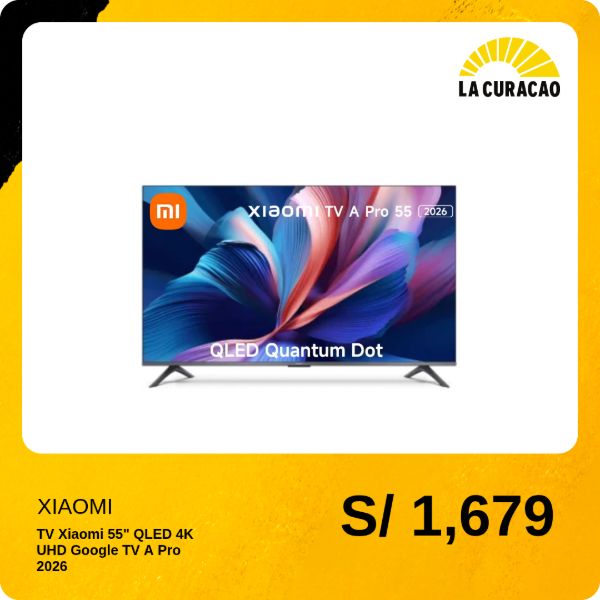 LA CURACAO
mi
xiaomi TV A Pro 55 2026
QLED Quantum Dot
XIAOMI
S/ 1,679
TV Xiaomi 55" QLED 4K
UHD Google TV A Pro
2026